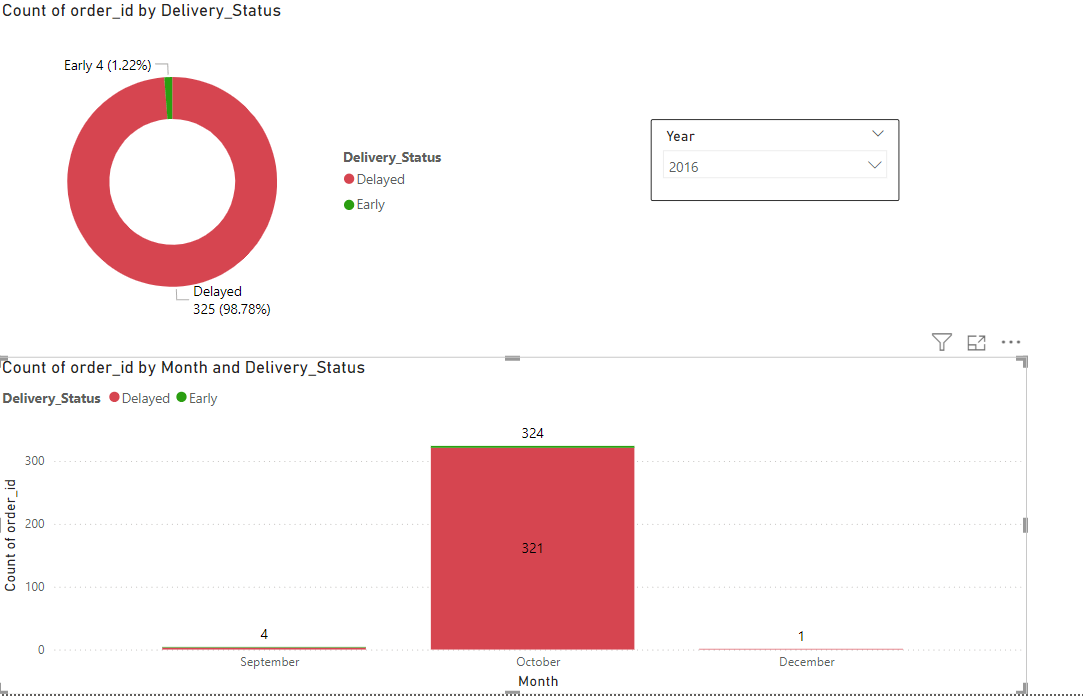 Count of order_id by Delivery_Status
Early 4 (1.22%)
Delivery_Status
Delayed
Early
Year
2016
Delayed
325 (98.78%)
Count of order_id by Month and Delivery_Status
Delivery_Status Delayed Early
Count of order_id
300
200
100
0
4
324
321
1
September October December
Month